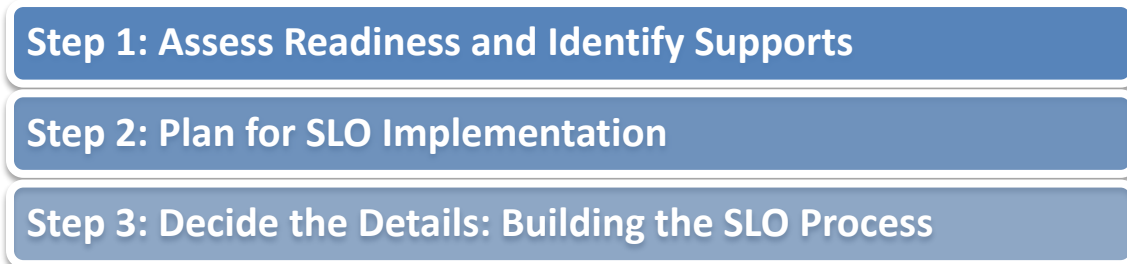 Step 1: Assess Readiness and Identify Supports
Step 2: Plan for SLO Implementation
Step 3: Decide the Details: Building the SLO Process